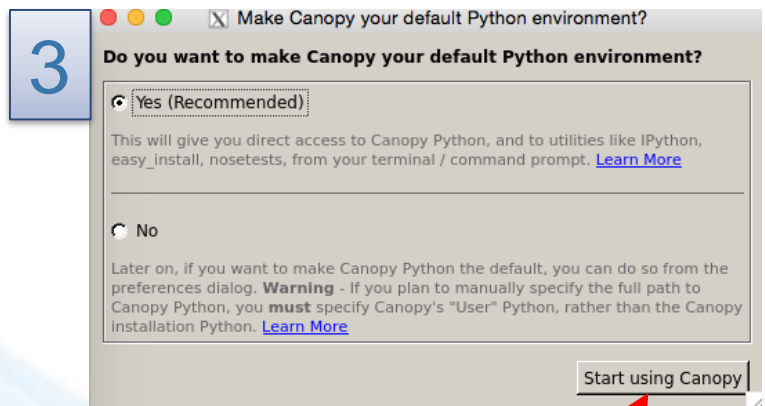 3
Make Canopy your default Python environment?
Do you want to make Canopy your default Python environment?
Yes (Recommended)
This will give you direct access to Canopy Python, and to utilities like IPython,
easy_install, nosetests, from your terminal / command prompt. Learn More
No
Later on, if you want to make Canopy Python the default, you can do so from the
preferences dialog. Warning - If you plan to manually specify the full path to
Canopy Python, you must specify Canopy's "User" Python, rather than the Canopy
installation Python. Learn More
Start using Canopy